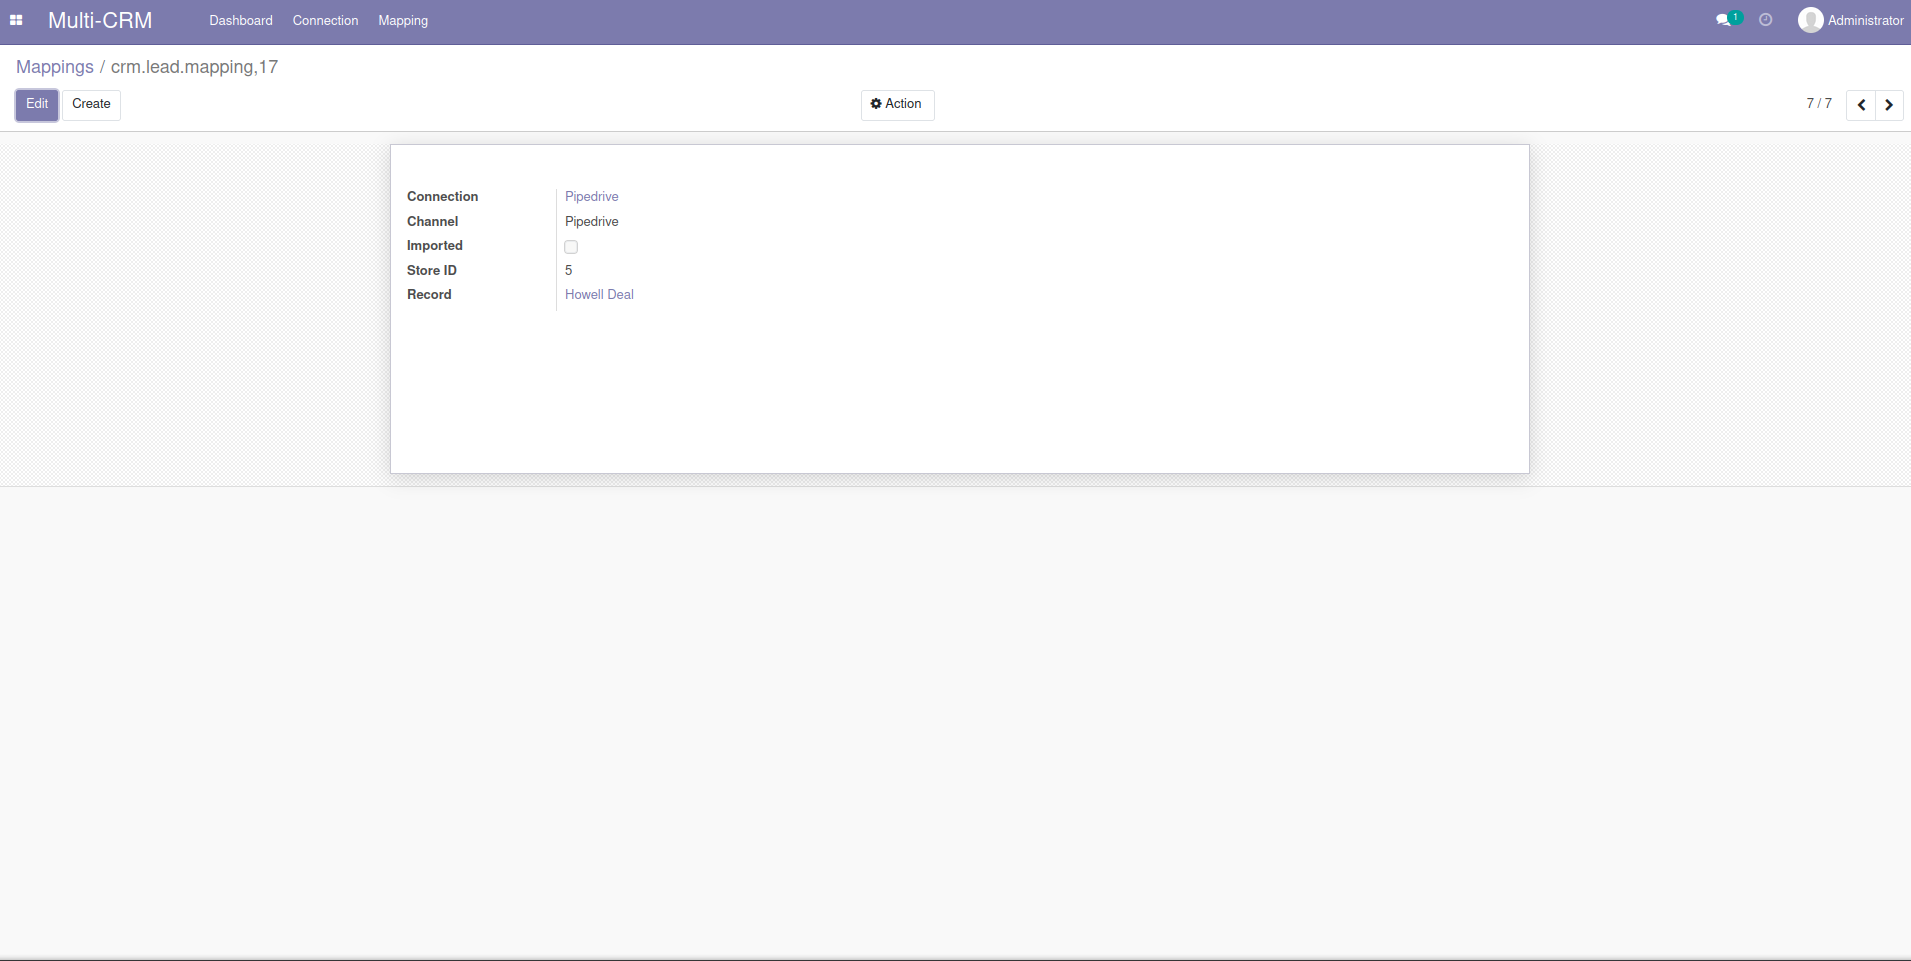 Multi-CRM Dashboard Connection Mapping 1 Administrator
Mappings / crm.lead.mapping,17
Edit Create Action 7 / 7
Connection Pipedrive
Channel Pipedrive
Imported
Store ID 5
Record Howell Deal